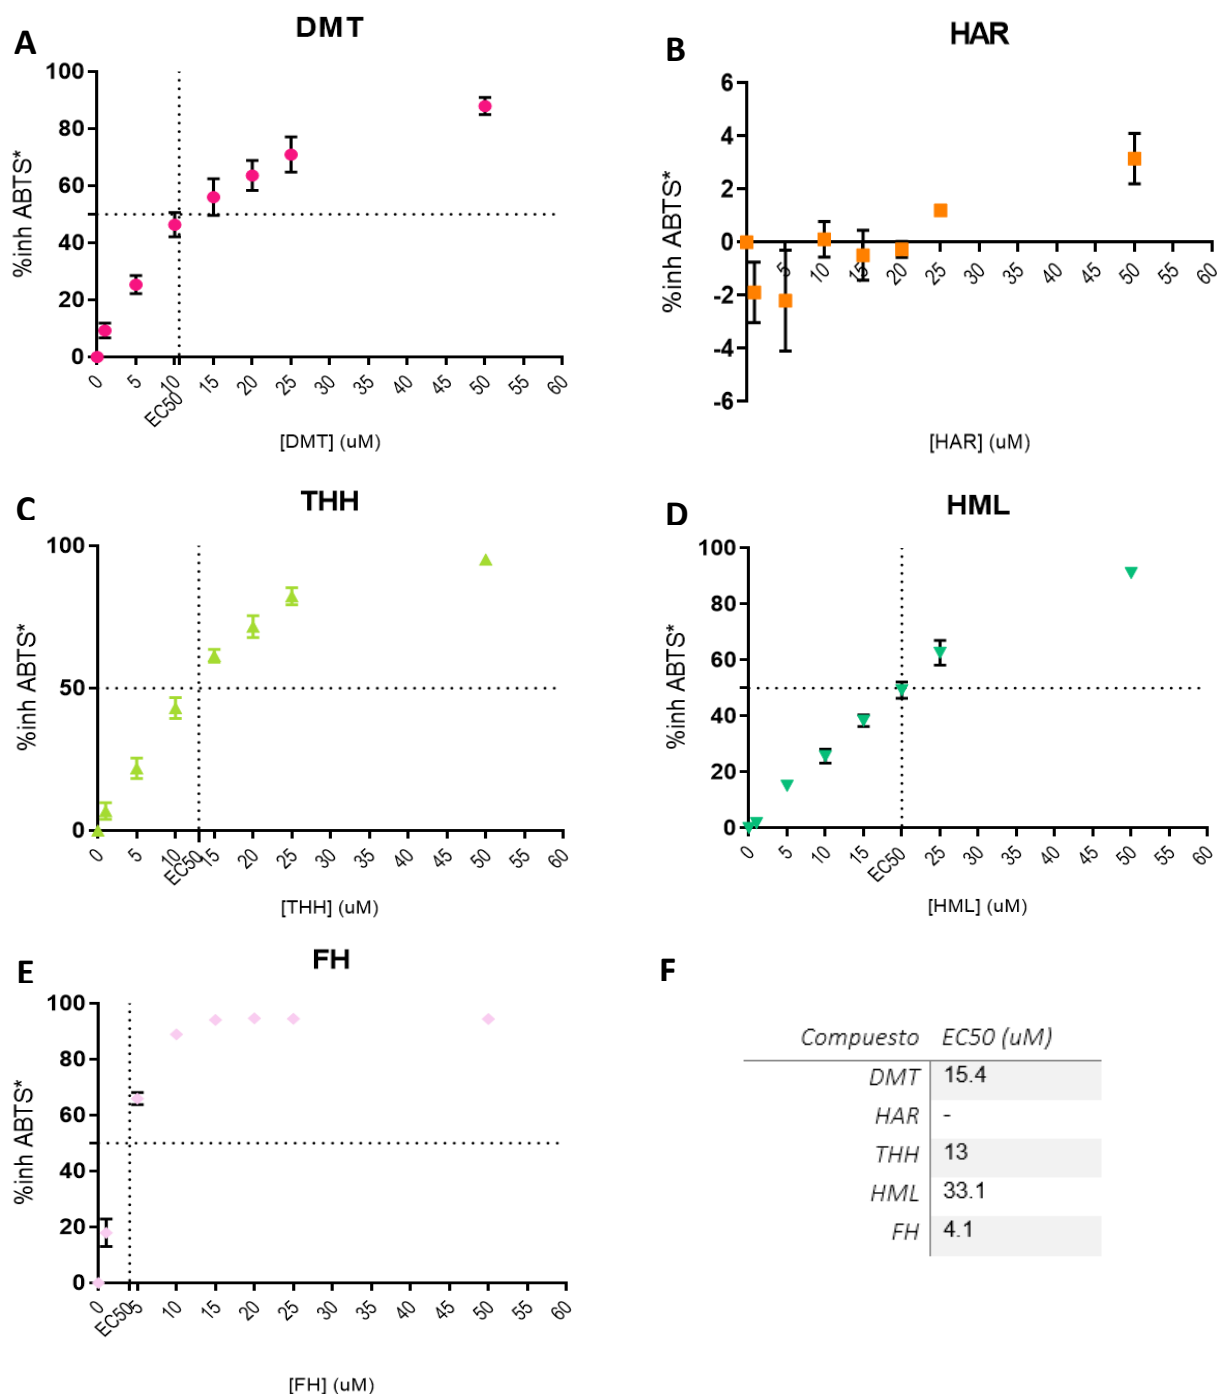 A
DMT
%inh ABTS*
100
80
60
40
20
0
0 5 10 EC50 15 20 25 30 35 40 45 50 55 60
[DMT] (uM)
B
HAR
%inh ABTS*
6
4
2
0
-2
-4
-6
5 10 15 20 25 30 35 40 45 50 55 60
[HAR] (uM)
C
THH
%inh ABTS*
100
50
0
0 5 10 EC50 15 20 25 30 35 40 45 50 55 60
[THH] (uM)
D
HML
%inh ABTS*
100
80
60
40
20
0
0 5 10 15 EC50 25 30 35 40 45 50 55 60
[HML] (uM)
E
FH
%inh ABTS*
100
80
60
40
20
0
0 EC50 5 10 15 20 25 30 35 40 45 50 55 60
[FH] (uM)
F
Compuesto EC50 (uM)
DMT 15.4
HAR -
THH 13
HML 33.1
FH 4.1